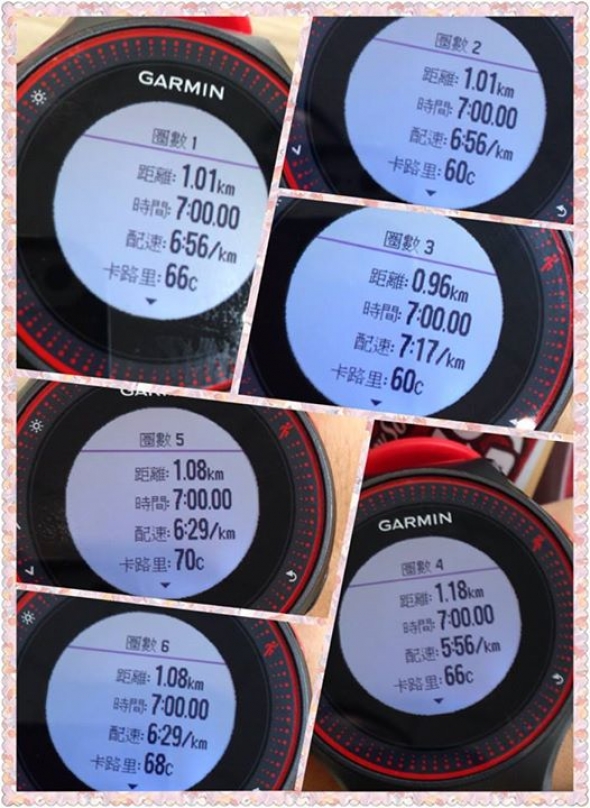 GARMIN
圈數 1
距離: 1.01km
時間: 7:00.00
配速: 6:56/km
卡路里: 66c
圈數 2
距離: 1.01km
時間: 7:00.00
配速: 6:56/km
卡路里: 60c
圈數 3
距離: 0.96km
時間: 7:00.00
配速: 7:17/km
卡路里: 60c
圈數 5
距離: 1.08km
時間: 7:00.00
配速: 6:29/km
卡路里: 70c
GARMIN
圈數 4
距離: 1.18km
時間: 7:00.00
配速: 5:56/km
卡路里: 66c
圈數 6
距離: 1.08km
時間: 7:00.00
配速: 6:29/km
卡路里: 68c